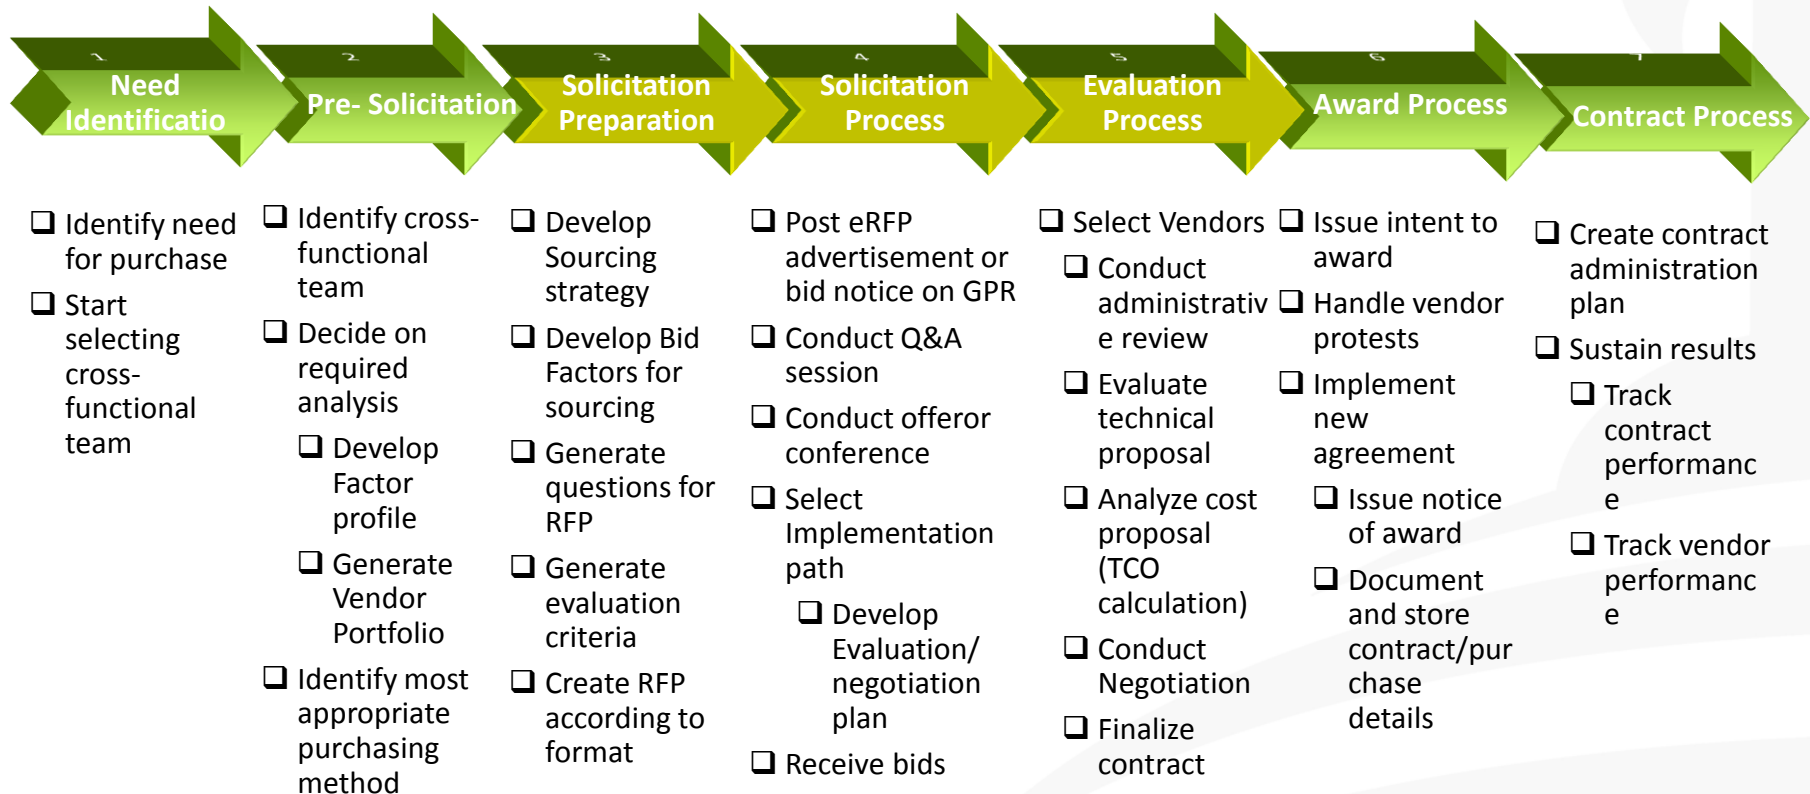 1
Need
Identificatio
2
Pre- Solicitation
3
Solicitation
Preparation
4
Solicitation
Process
5
Evaluation
Process
6
Award Process
7
Contract Process
Identify need
for purchase
Start
selecting
cross-
functional
team
Identify cross-
functional
team
Decide on
required
analysis
Develop
Factor
profile
Generate
Vendor
Portfolio
Identify most
appropriate
purchasing
method
Develop
Sourcing
strategy
Develop Bid
Factors for
sourcing
Generate
questions for
RFP
Generate
evaluation
criteria
Create RFP
according to
format
Post eRFP
advertisement or
bid notice on GPR
Conduct Q&A
session
Conduct offeror
conference
Select
Implementation
path
Develop
Evaluation/
negotiation
plan
Receive bids
Select Vendors
Conduct
administrativ
e review
Evaluate
technical
proposal
Analyze cost
proposal
(TCO
calculation)
Conduct
Negotiation
Finalize
contract
Issue intent to
award
Handle vendor
protests
Implement
new
agreement
Issue notice
of award
Document
and store
contract/pur
chase
details
Create contract
administration
plan
Sustain results
Track
contract
performanc
e
Track vendor
performanc
e